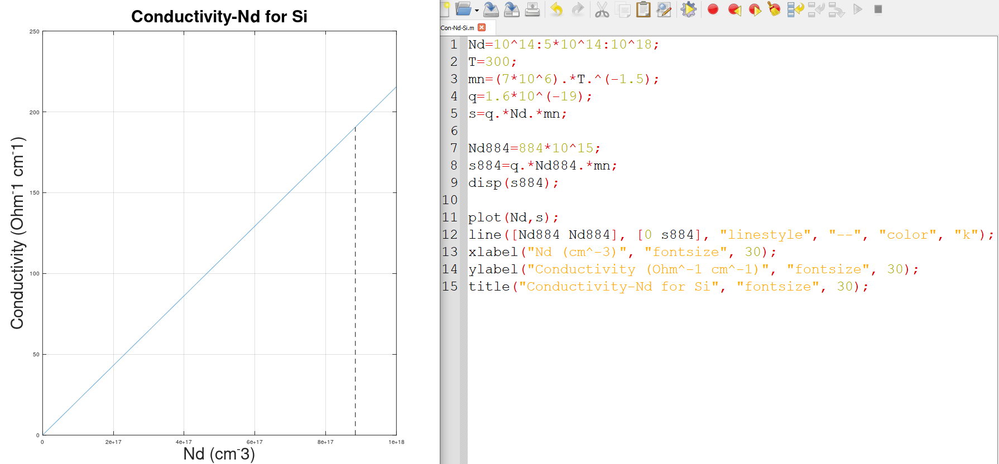 Conductivity-Nd for Si
250
200
150
100
50
0
Conductivity (Ohm⁻1 cm⁻1)
0 2e+17 4e+17 6e+17 8e+17 1e+18
Nd (cm⁻3)
Con-Nd-Si.m
1 Nd=10^14:5*10^14:10^18;
2 T=300;
3 mn=(7*10^6).*T.^(-1.5);
4 q=1.6*10^(-19);
5 s=q.*Nd.*mn;
6
7 Nd884=884*10^15;
8 s884=q.*Nd884.*mn;
9 disp(s884);
10
11 plot(Nd,s);
12 line([Nd884 Nd884], [0 s884], "linestyle", "--", "color", "k");
13 xlabel("Nd (cm^-3)", "fontsize", 30);
14 ylabel("Conductivity (Ohm^-1 cm^-1)", "fontsize", 30);
15 title("Conductivity-Nd for Si", "fontsize", 30);